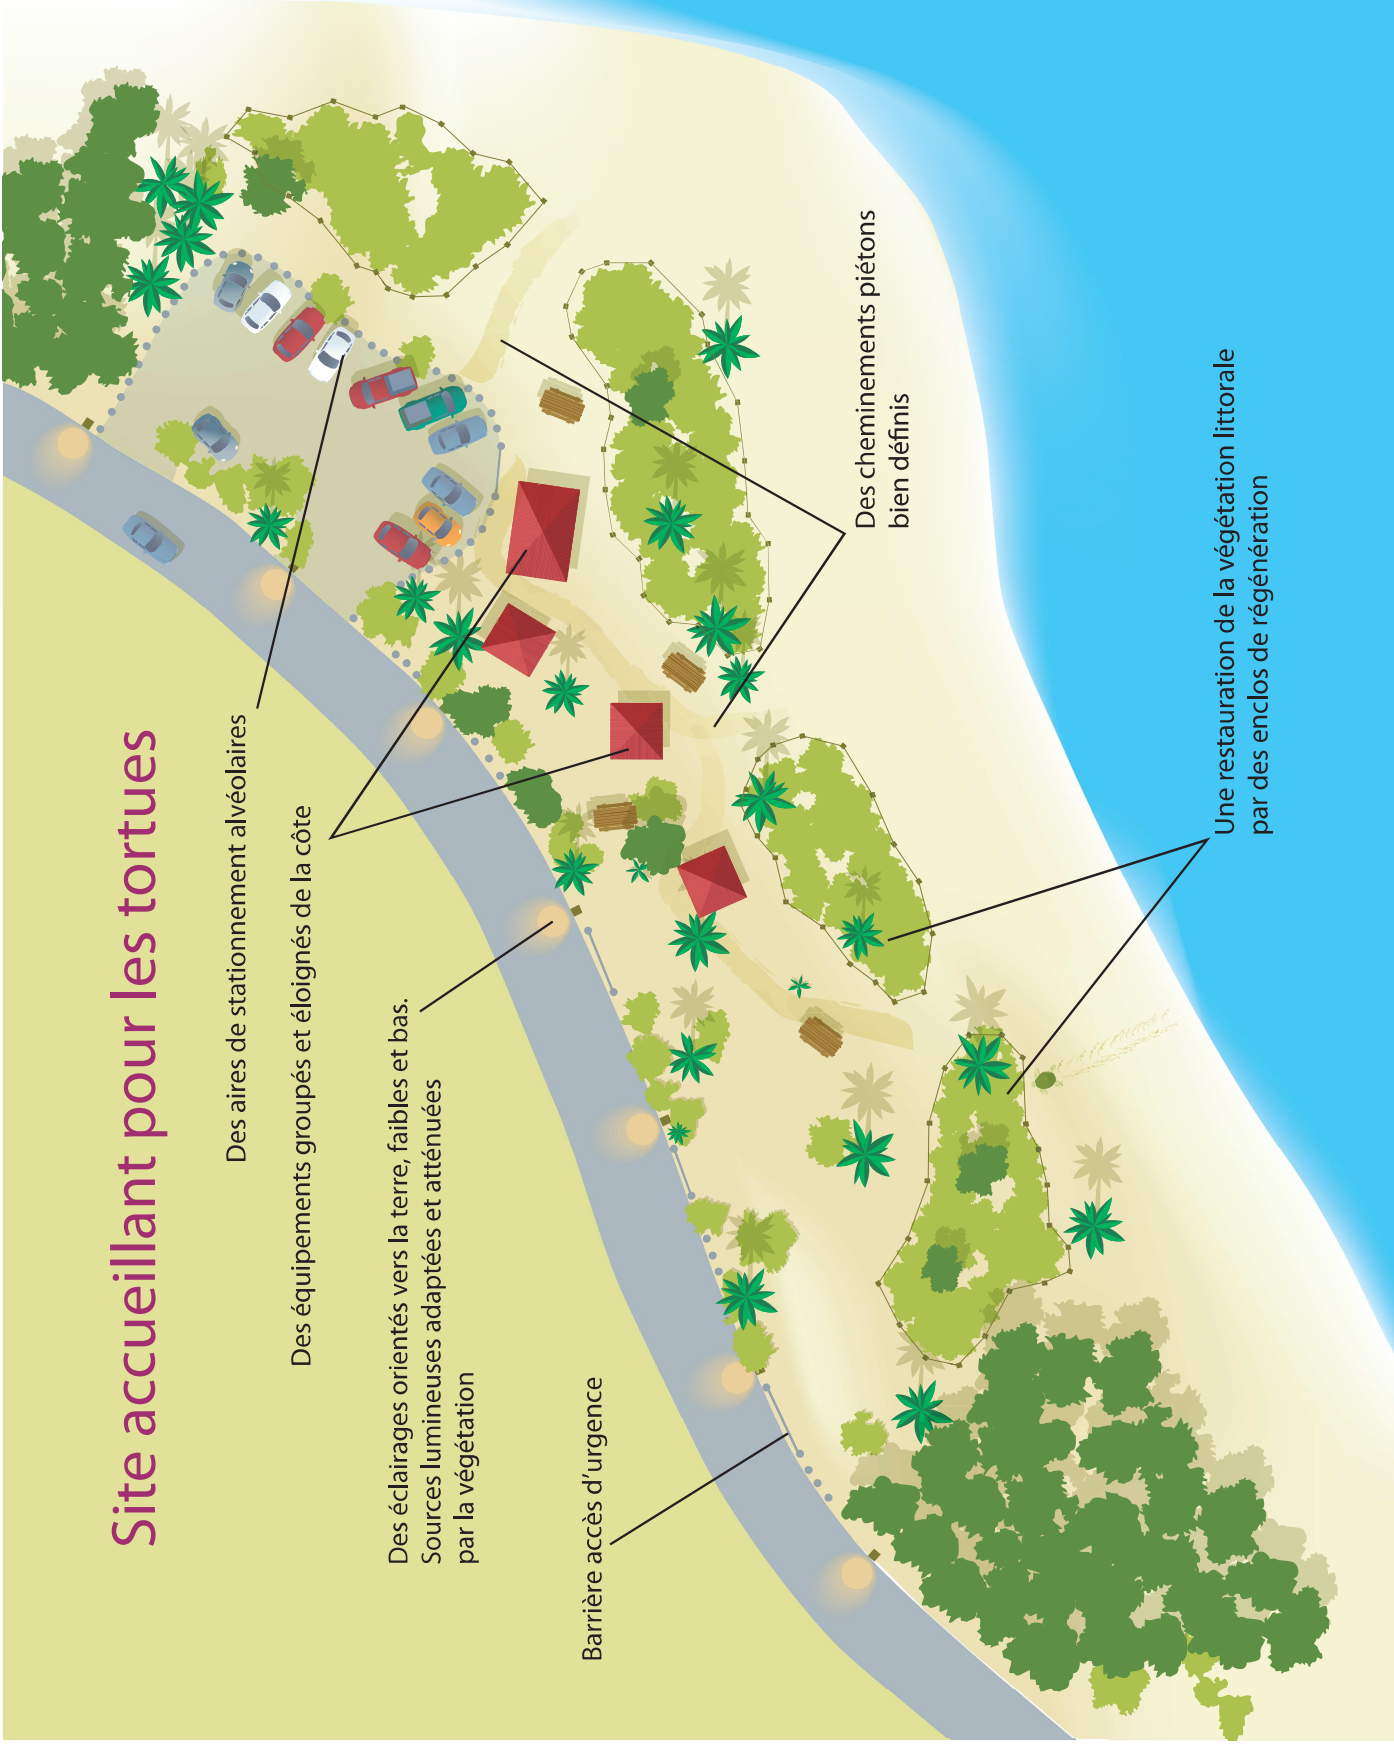 Site accueillant pour les tortues
Des aires de stationnement alvéolaires
Des équipements groupés et éloignés de la côte
Des éclairages orientés vers la terre, faibles et bas.
Sources lumineuses adaptées et atténuées
par la végétation
Barrière accès d'urgence
Des cheminements piétons
bien définis
Une restauration de la végétation littorale
par des enclos de régénération